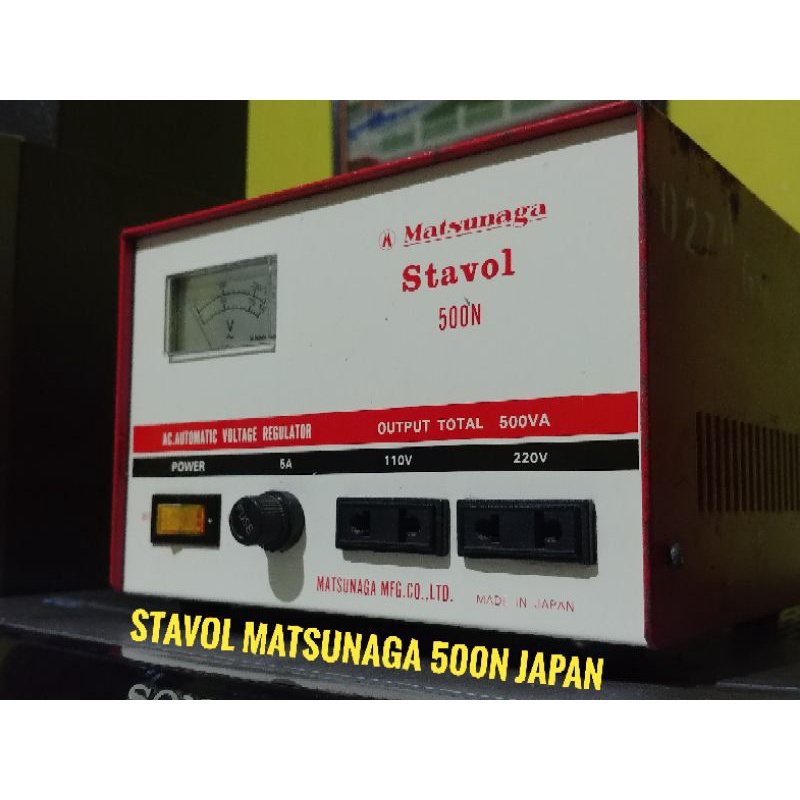 Matsunaga
Stavol
500N
V
AC.AUTOMATIC VOLTAGE REGULATOR OUTPUT TOTAL 500VA
POWER 5A 110V 220V
FUSE
MATSUNAGA MFG.CO.,LTD. MADE IN JAPAN
STAVOL MATSUNAGA 500N JAPAN